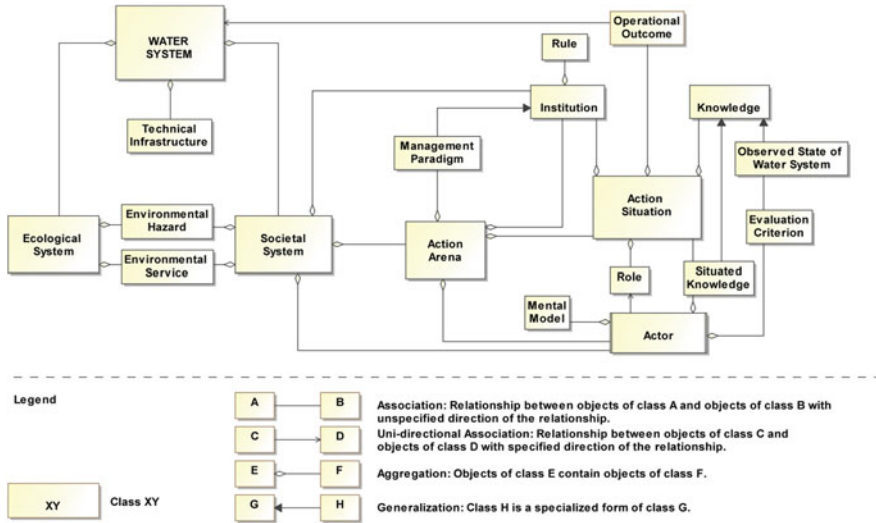 WATER
SYSTEM
Operational
Outcome
Rule
Institution
Knowledge
Technical
Infrastructure
Management
Paradigm
Observed State of
Water System
Ecological
System
Environmental
Hazard
Environmental
Service
Societal
System
Action
Arena
Action
Situation
Evaluation
Criterion
Role
Situated
Knowledge
Mental
Model
Actor
Legend
A
B
Association: Relationship between objects of class A and objects of class B with
unspecified direction of the relationship.
C
D
Uni-directional Association: Relationship between objects of class C and
objects of class D with specified direction of the relationship.
E
F
Aggregation: Objects of class E contain objects of class F.
XY
Class XY
G
H
Generalization: Class H is a specialized form of class G.